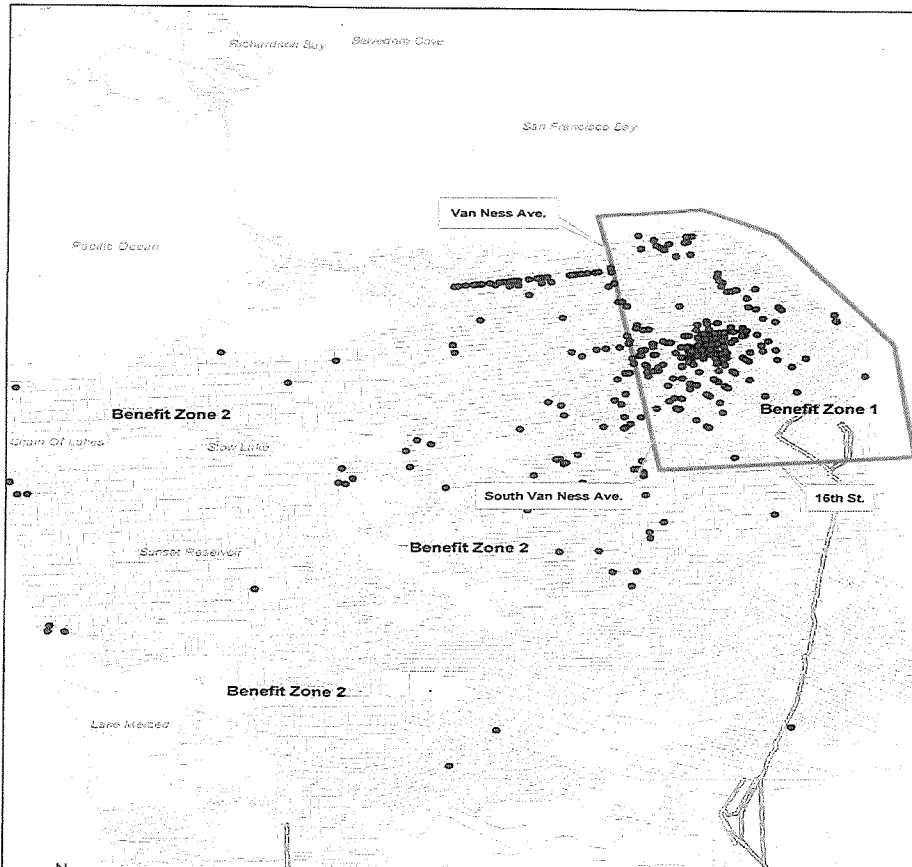 Richardson Bay
Belvedere Cove
San Francisco Bay
Van Ness Ave.
Pacific Ocean
Benefit Zone 2
Benefit Zone 1
Chain Of Lakes
Stow Lake
South Van Ness Ave.
16th St.
Benefit Zone 2
Sunset Reservoir
Benefit Zone 2
Lake Merced
N